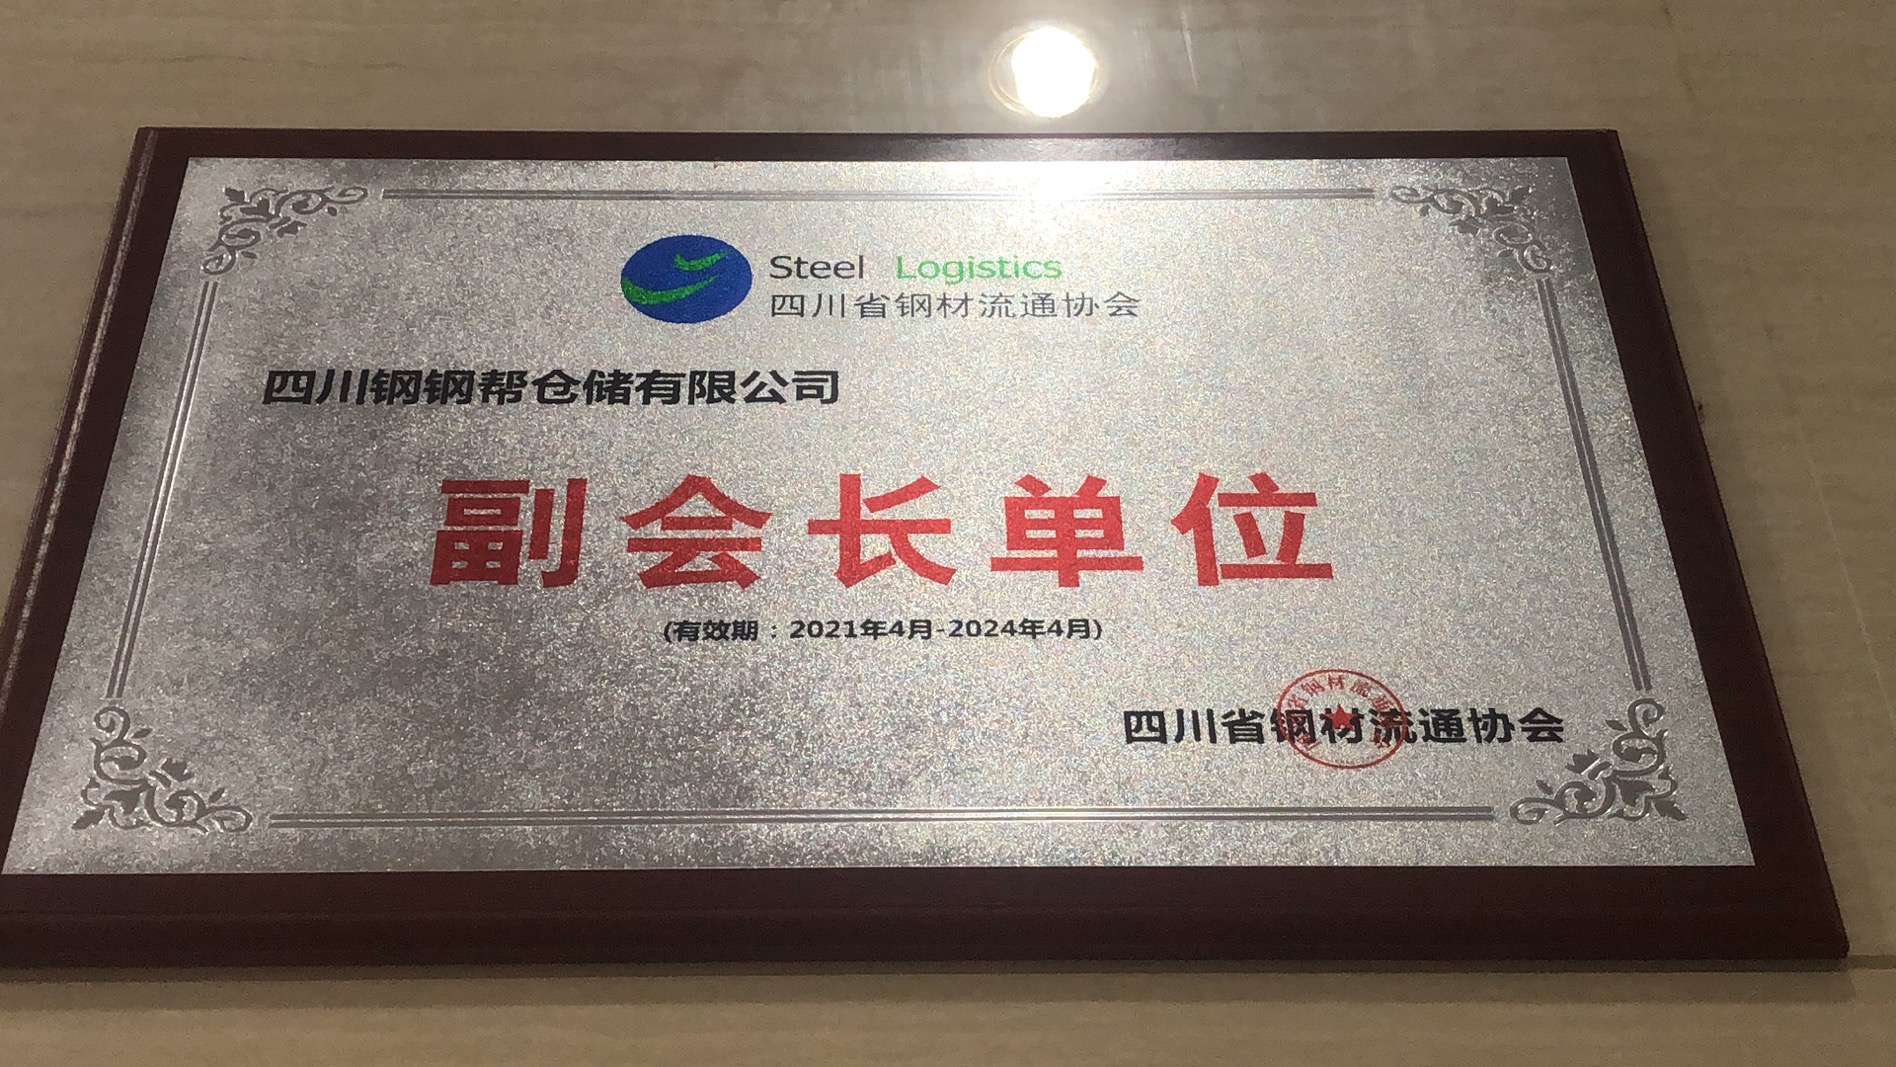 Steel Logistics
四川省钢材流通协会
四川钢钢帮仓储有限公司
副会长单位
(有效期：2021年4月-2024年4月)
四川省钢材流通协会